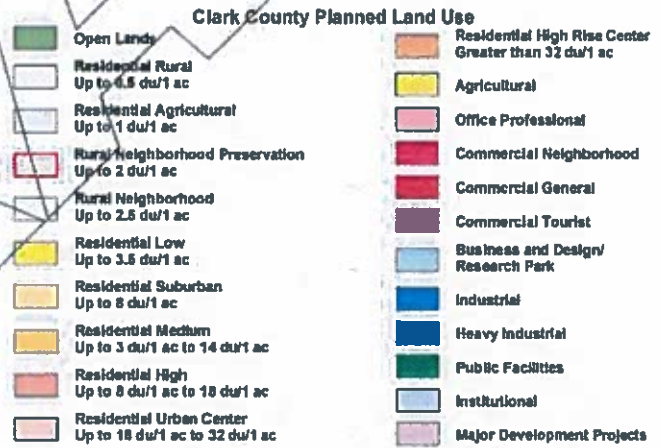 Clark County Planned Land Use
Open Lands
Residential Rural
Up to 0.5 du/1 ac
Residential Agricultural
Up to 1 du/1 ac
Rural Neighborhood Preservation
Up to 2 du/1 ac
Rural Neighborhood
Up to 2.5 du/1 ac
Residential Low
Up to 3.5 du/1 ac
Residential Suburban
Up to 8 du/1 ac
Residential Medium
Up to 3 du/1 ac to 14 du/1 ac
Residential High
Up to 8 du/1 ac to 18 du/1 ac
Residential Urban Center
Up to 18 du/1 ac to 32 du/1 ac
Residential High Rise Center
Greater than 32 du/1 ac
Agricultural
Office Professional
Commercial Neighborhood
Commercial General
Commercial Tourist
Business and Design/
Research Park
Industrial
Heavy Industrial
Public Facilities
Institutional
Major Development Projects